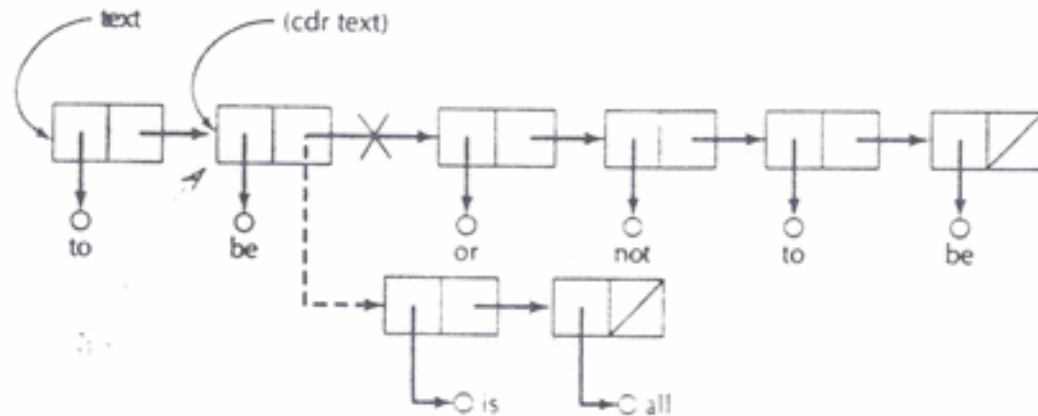 text (cdr text)
to be or not to be
is all